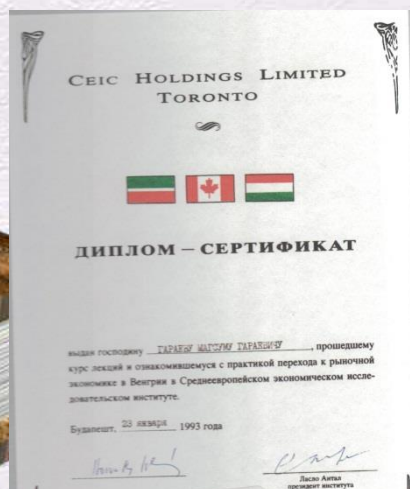 CEIC HOLDINGS LIMITED
TORONTO
ДИПЛОМ – СЕРТИФИКАТ
выдан господину ГАРАЕВУ МАГСУМУ ГАРАЕВИЧУ, прошедшему
курс лекций и ознакомившемуся с практикой перехода к рыночной
экономике в Венгрии в Среднеевропейском экономическом иссле-
довательском институте.
Будапешт, 23 января 1993 года
Ласло Антал
президент института